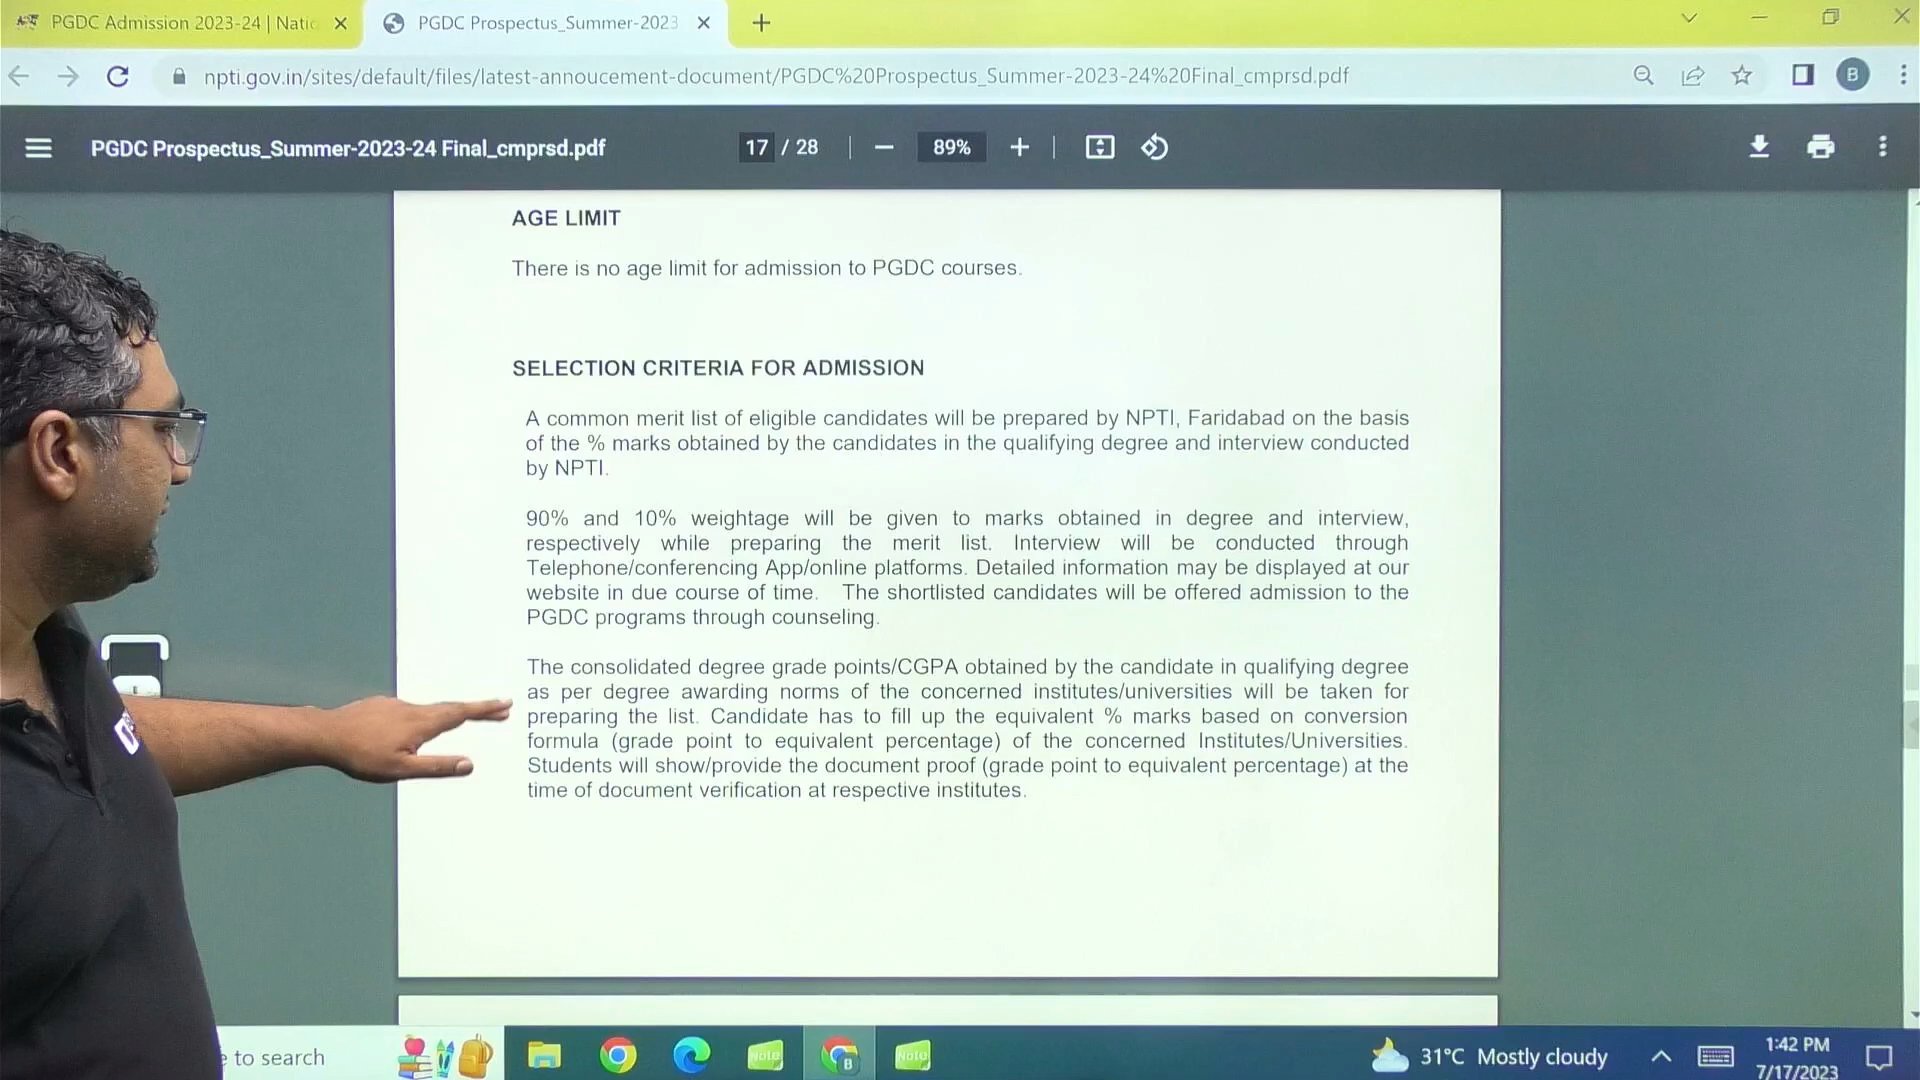 PGDC Admission 2023-24 | Natio
PGDC Prospectus_Summer-2023
npti.gov.in/sites/default/files/latest-annoucement-document/PGDC%20Prospectus_Summer-2023-24%20Final_cmprsd.pdf
B
PGDC Prospectus_Summer-2023-24 Final_cmprsd.pdf
17 / 28
89%
AGE LIMIT
There is no age limit for admission to PGDC courses.
SELECTION CRITERIA FOR ADMISSION
A common merit list of eligible candidates will be prepared by NPTI, Faridabad on the basis
of the % marks obtained by the candidates in the qualifying degree and interview conducted
by NPTI.
90% and 10% weightage will be given to marks obtained in degree and interview,
respectively while preparing the merit list. Interview will be conducted through
Telephone/conferencing App/online platforms. Detailed information may be displayed at our
website in due course of time. The shortlisted candidates will be offered admission to the
PGDC programs through counseling.
The consolidated degree grade points/CGPA obtained by the candidate in qualifying degree
as per degree awarding norms of the concerned institutes/universities will be taken for
preparing the list. Candidate has to fill up the equivalent % marks based on conversion
formula (grade point to equivalent percentage) of the concerned Institutes/Universities.
Students will show/provide the document proof (grade point to equivalent percentage) at the
time of document verification at respective institutes.
to search
Note
B
Note
31°C Mostly cloudy
1:42 PM
7/17/2023